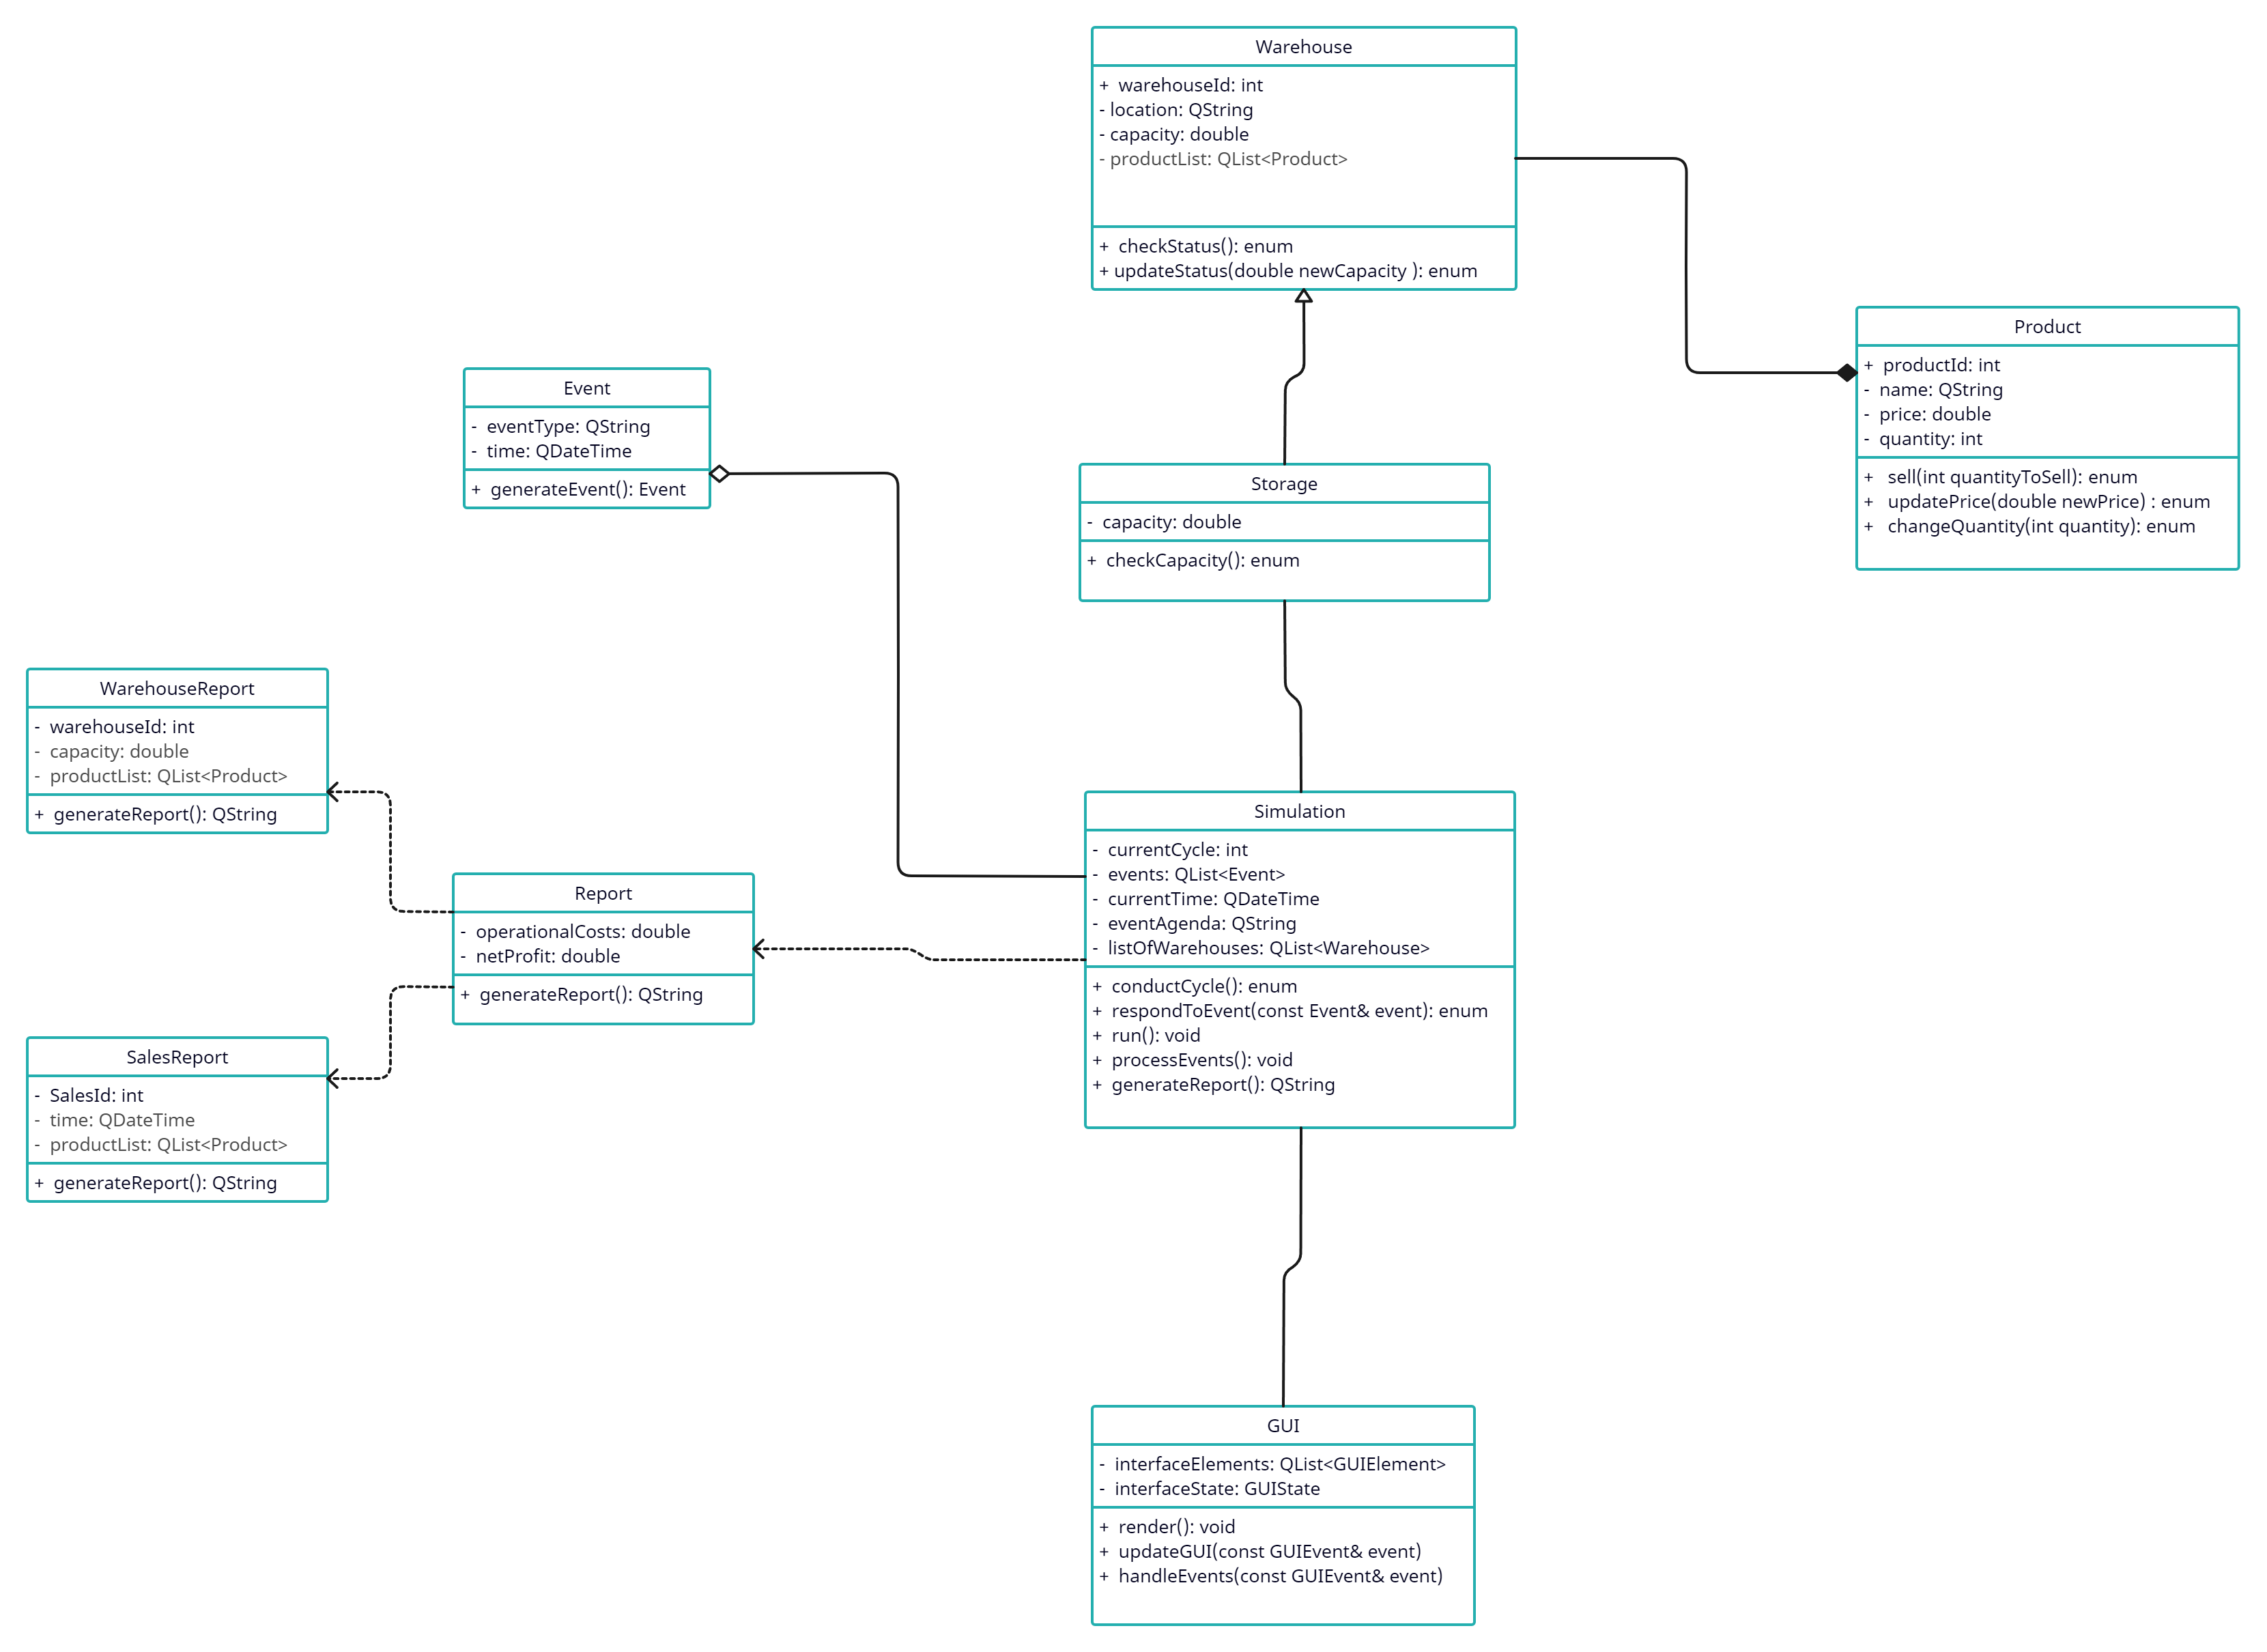 Warehouse
+ warehouseId: int
- location: QString
- capacity: double
- productList: QList<Product>
+ checkStatus(): enum
+ updateStatus(double newCapacity ): enum
Product
+ productId: int
- name: QString
- price: double
- quantity: int
+ sell(int quantityToSell): enum
+ updatePrice(double newPrice) : enum
+ changeQuantity(int quantity): enum
Event
- eventType: QString
- time: QDateTime
+ generateEvent(): Event
Storage
- capacity: double
+ checkCapacity(): enum
WarehouseReport
- warehouseId: int
- capacity: double
- productList: QList<Product>
+ generateReport(): QString
Simulation
- currentCycle: int
- events: QList<Event>
- currentTime: QDateTime
- eventAgenda: QString
- listOfWarehouses: QList<Warehouse>
+ conductCycle(): enum
+ respondToEvent(const Event& event): enum
+ run(): void
+ processEvents(): void
+ generateReport(): QString
Report
- operationalCosts: double
- netProfit: double
+ generateReport(): QString
SalesReport
- SalesId: int
- time: QDateTime
- productList: QList<Product>
+ generateReport(): QString
GUI
- interfaceElements: QList<GUIElement>
- interfaceState: GUIState
+ render(): void
+ updateGUI(const GUIEvent& event)
+ handleEvents(const GUIEvent& event)